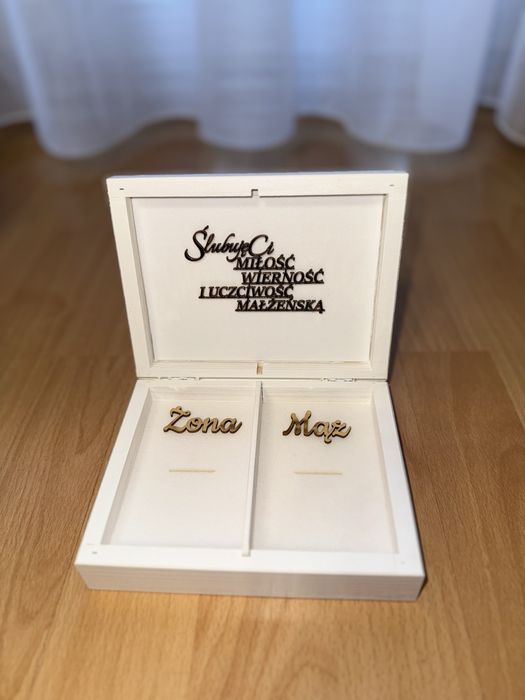 Ślubuję Ci
MIŁOŚĆ
WIERNOŚĆ
I UCZCIWOŚĆ
MAŁŻEŃSKĄ
Żona Mąż